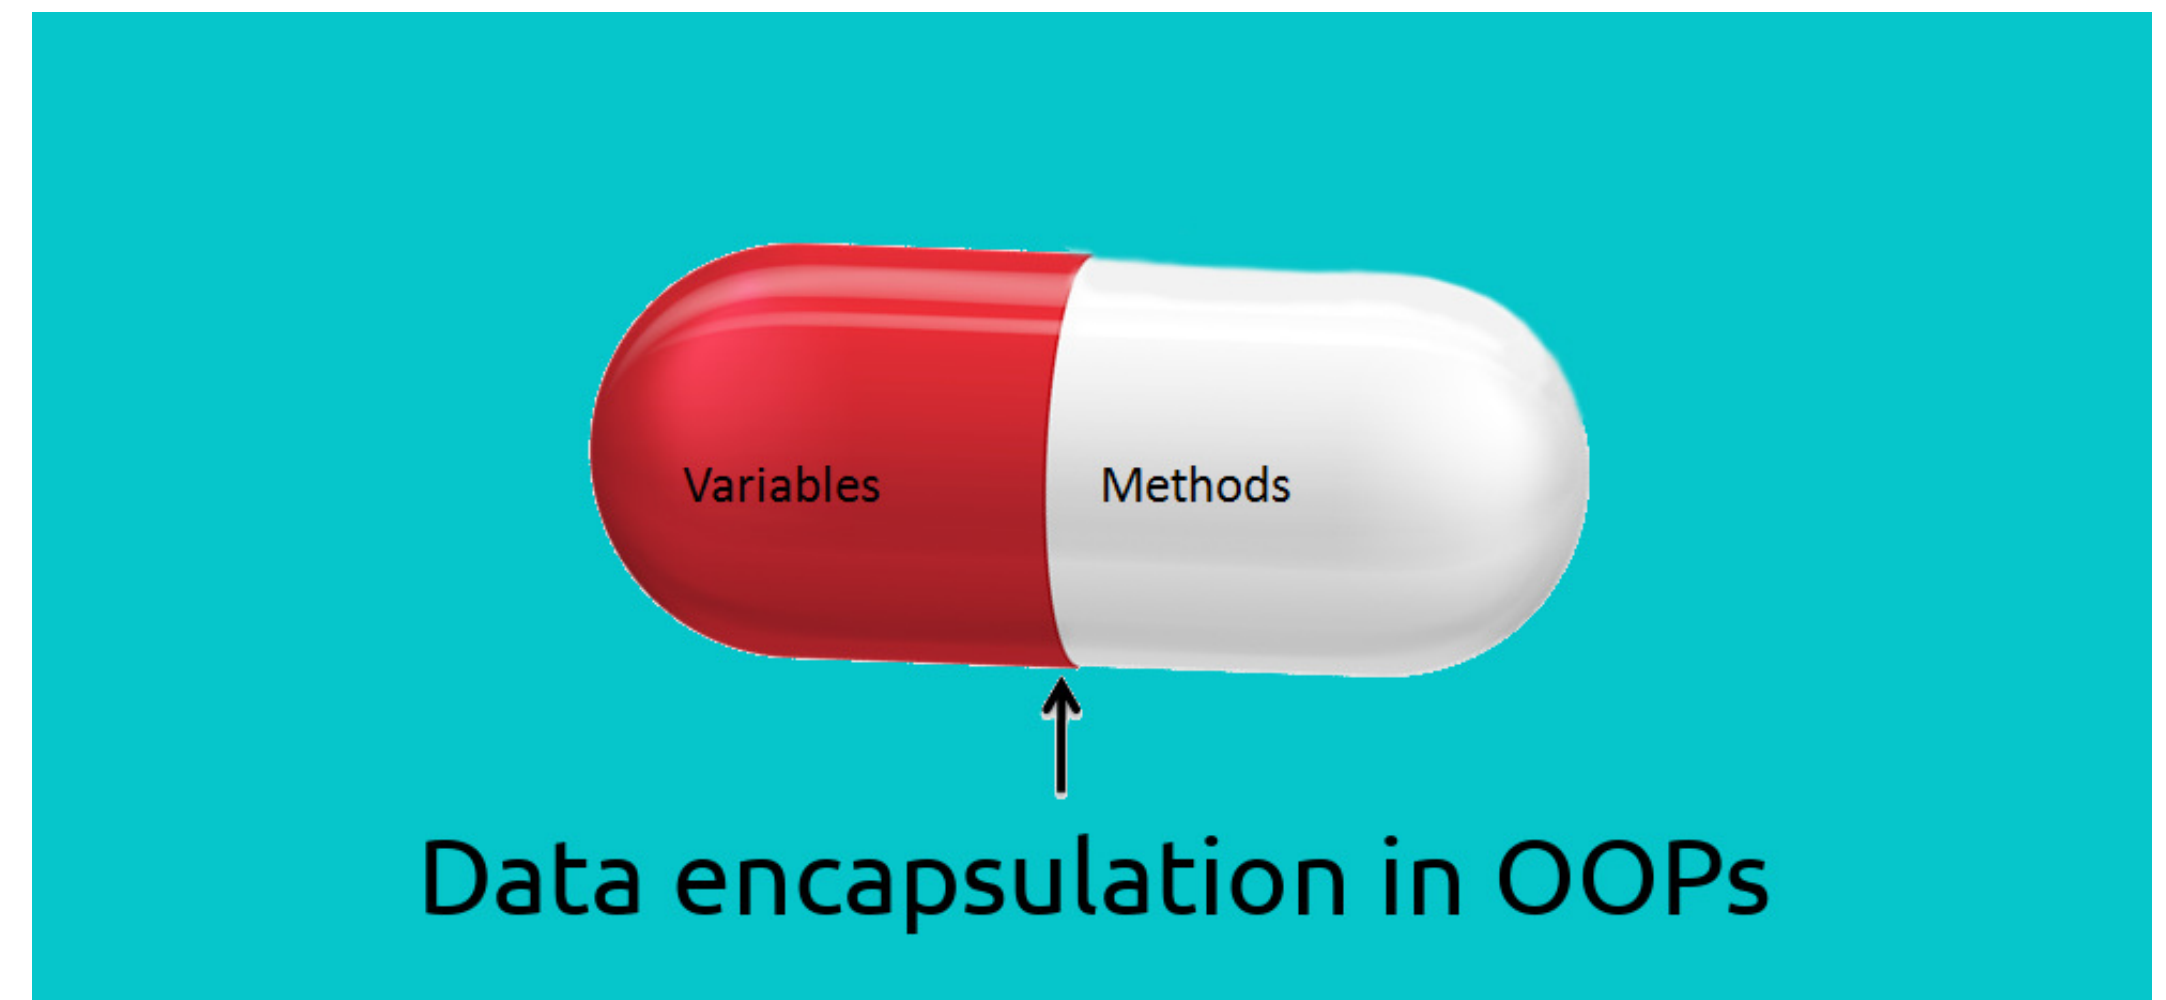 Variables Methods
Data encapsulation in OOPs